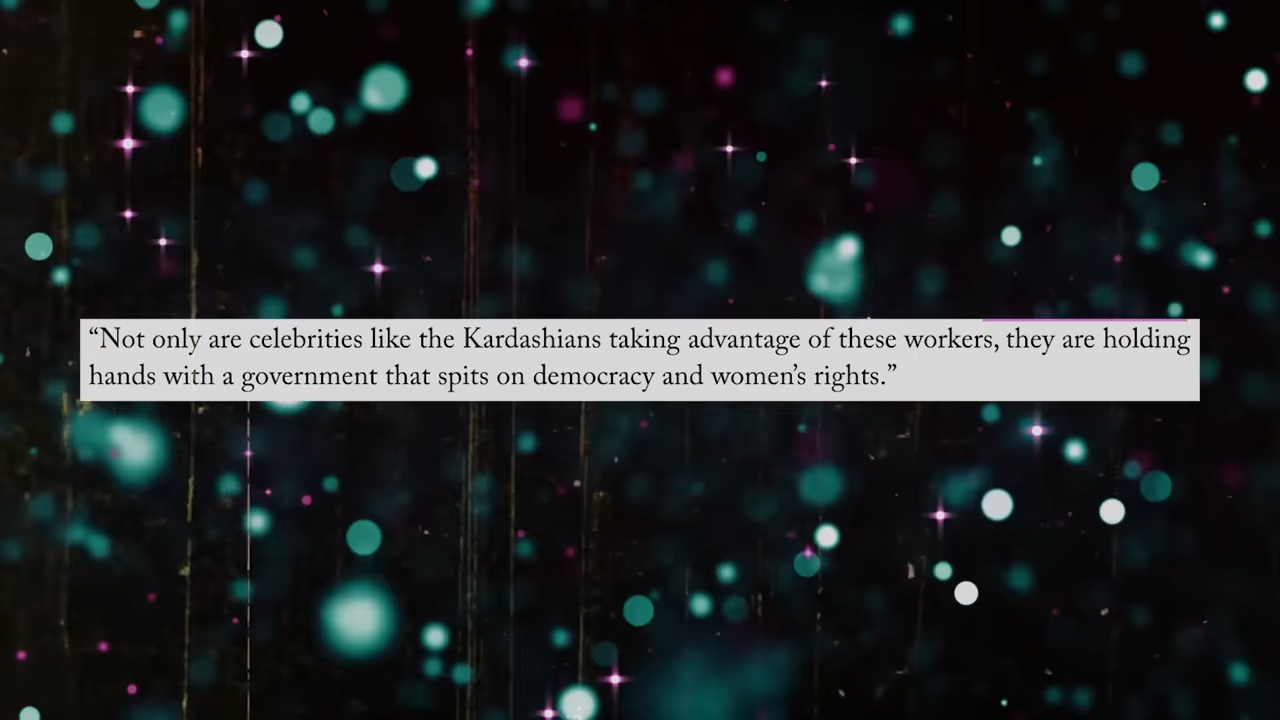 “Not only are celebrities like the Kardashians taking advantage of these workers, they are holding
hands with a government that spits on democracy and women’s rights.”